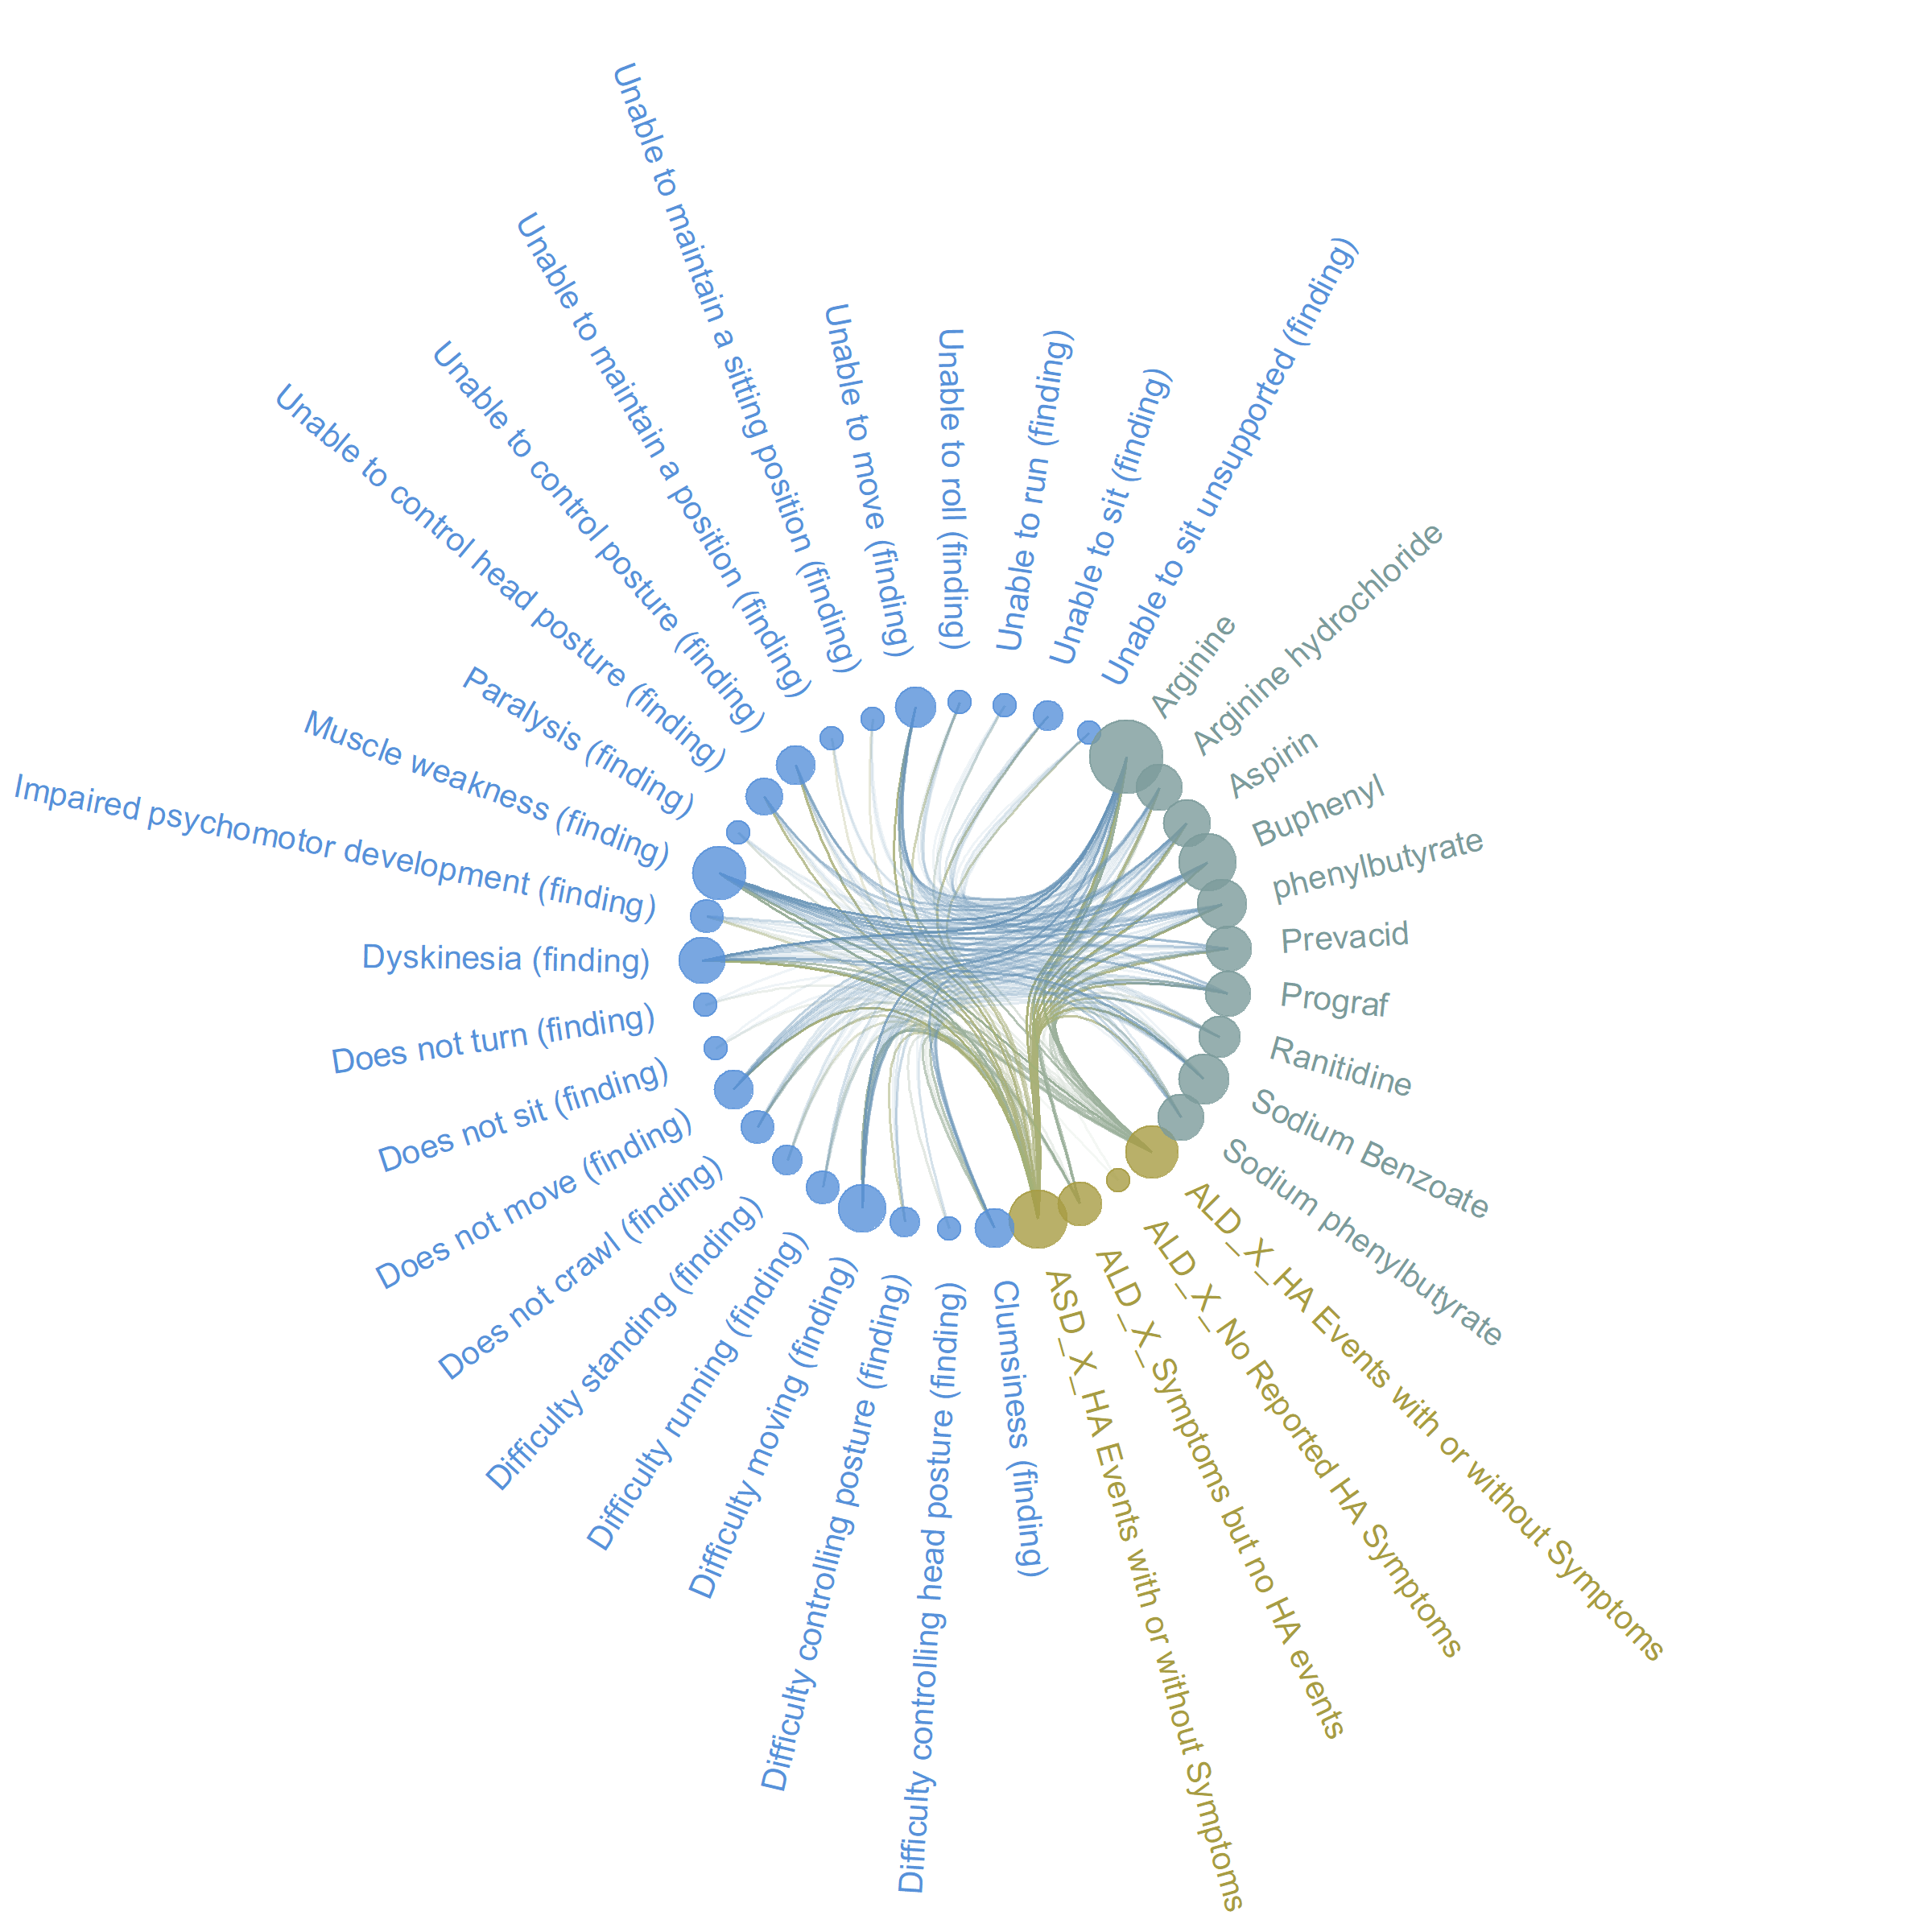 Unable to maintain a sitting position (finding)
Unable to maintain a position (finding)
Unable to control posture (finding)
Unable to control head posture (finding)
Paralysis (finding)
Muscle weakness (finding)
Impaired psychomotor development (finding)
Dyskinesia (finding)
Does not turn (finding)
Does not sit (finding)
Does not move (finding)
Does not crawl (finding)
Difficulty standing (finding)
Difficulty running (finding)
Difficulty moving (finding)
Difficulty controlling posture (finding)
Difficulty controlling head posture (finding)
Clumsiness (finding)
ASD_X_HA Events with or without Symptoms
ALD_X_ Symptoms but no HA events
ALD_X_ No Reported HA Symptoms
ALD_X_HA Events with or without Symptoms
Sodium phenylbutyrate
Sodium Benzoate
Ranitidine
Prograf
Prevacid
phenylbutyrate
Buphenyl
Aspirin
Arginine hydrochloride
Arginine
Unable to sit unsupported (finding)
Unable to sit (finding)
Unable to run (finding)
Unable to roll (finding)
Unable to move (finding)